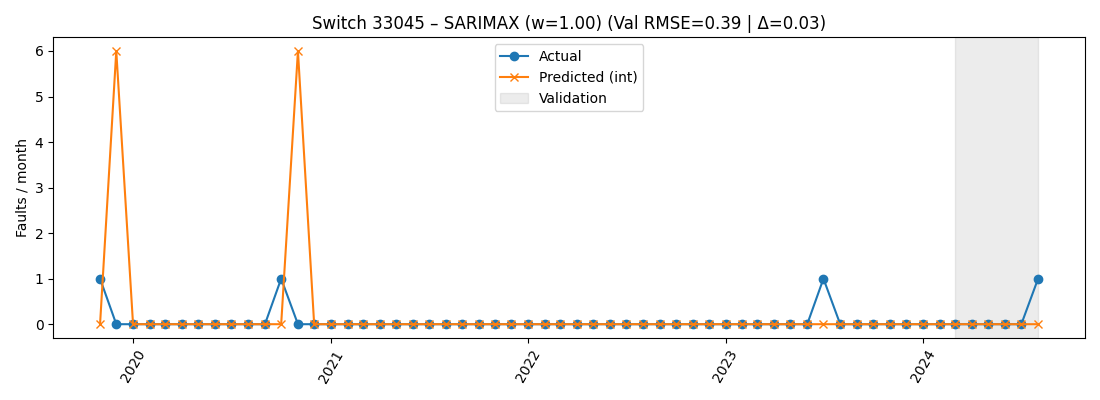 Switch 33045 – SARIMAX (w=1.00) (Val RMSE=0.39 | Δ=0.03)
Actual
Predicted (int)
Validation
Faults / month
6
5
4
3
2
1
0
2020
2021
2022
2023
2024